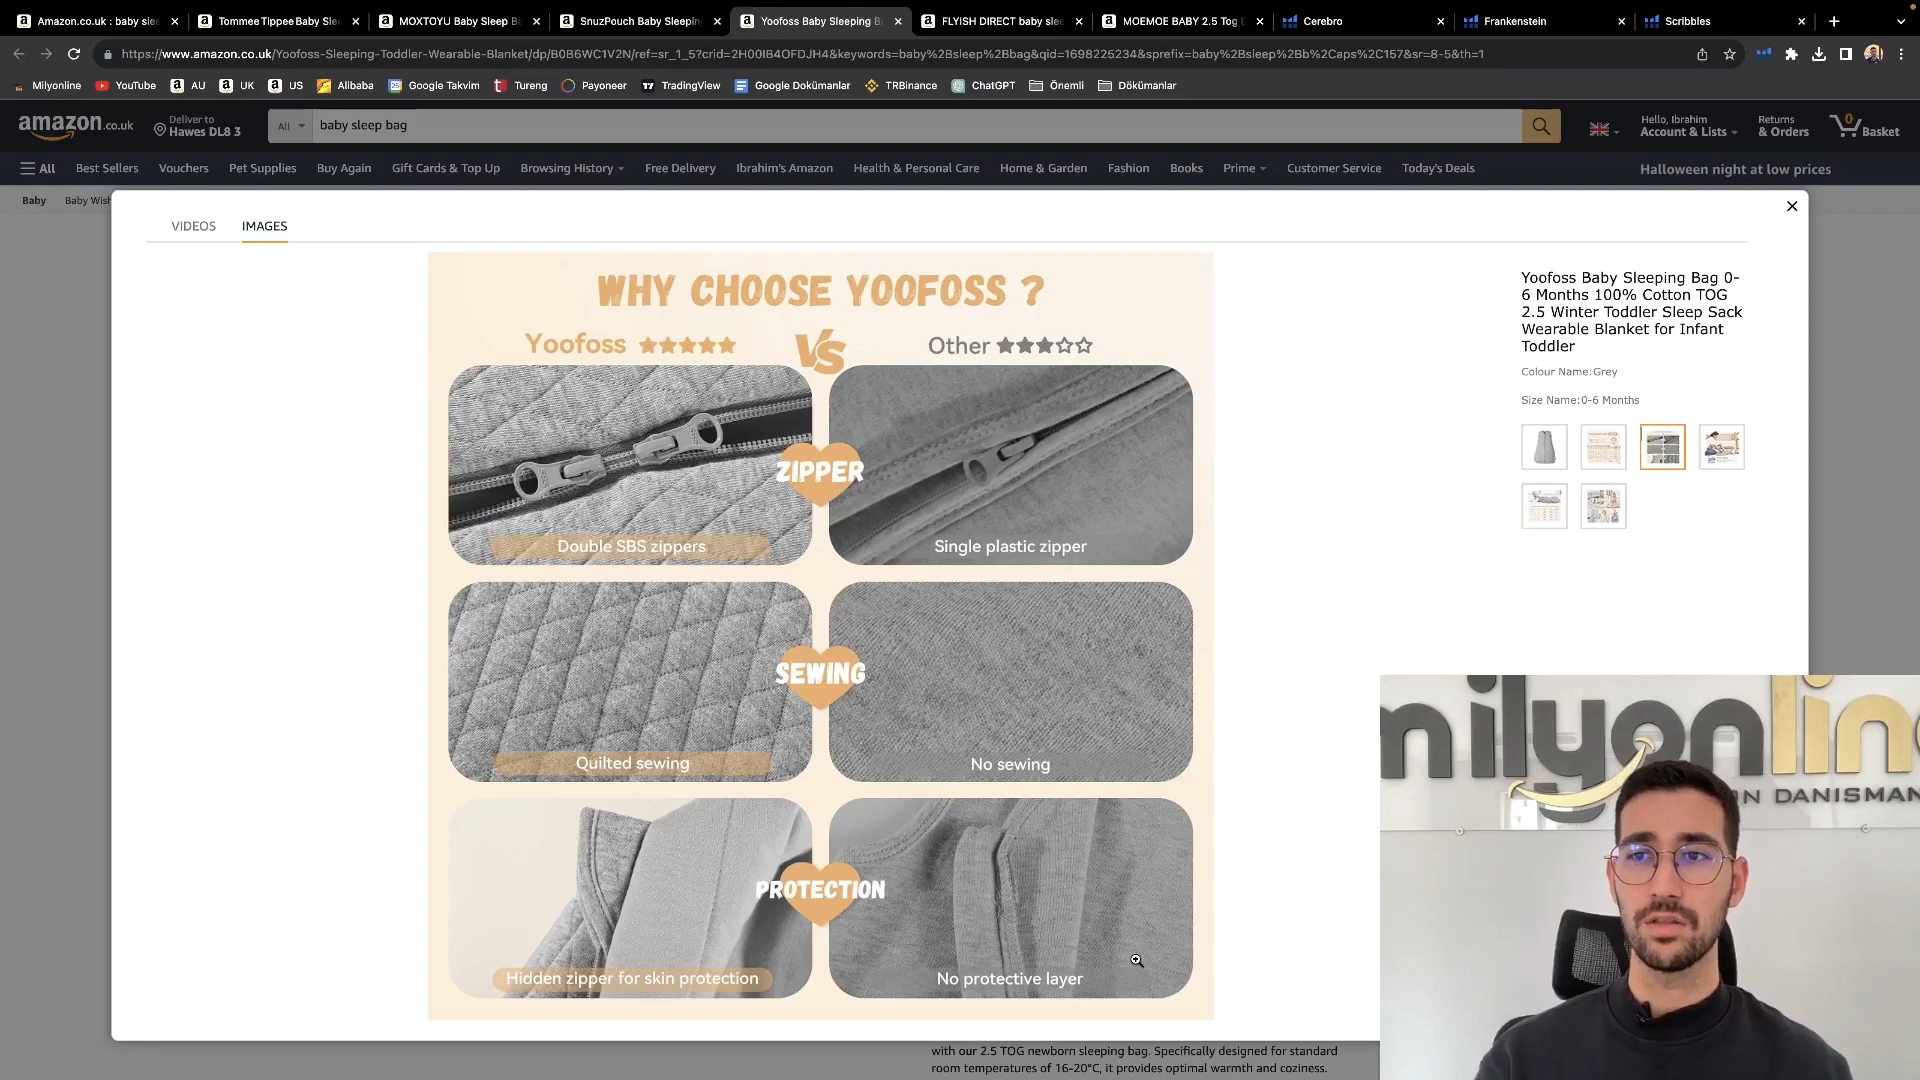 Amazon.co.uk : baby slee
Tommee Tippee Baby Slee
MOXTOYU Baby Sleep Ba
SnuzPouch Baby Sleeping
Yoofoss Baby Sleeping B
FLYISH DIRECT baby slee
MOEMOE BABY 2.5 Tog
Cerebro
Frankenstein
Scribbles
https://www.amazon.co.uk/Yoofoss-Sleeping-Toddler-Wearable-Blanket/dp/B0B6WC1V2N/ref=sr_1_5?crid=2H00IB4OFDJH4&keywords=baby%2Bsleep%2Bbag&qid=1698225234&sprefix=baby%2Bsleep%2Bb%2Caps%2C157&sr=8-5&th=1
Milyonline
YouTube
AU
UK
US
Alibaba
Google Takvim
Tureng
Payoneer
TradingView
Google Dokümanlar
TRBinance
ChatGPT
Önemli
Dökümanlar
amazon.co.uk
Deliver to
Hawes DL8 3
All
baby sleep bag
Hello, Ibrahim
Account & Lists
Returns
& Orders
0
Basket
All
Best Sellers
Vouchers
Pet Supplies
Buy Again
Gift Cards & Top Up
Browsing History
Free Delivery
Ibrahim's Amazon
Health & Personal Care
Home & Garden
Fashion
Books
Prime
Customer Service
Today's Deals
Halloween night at low prices
Baby
Baby Wish
VIDEOS
IMAGES
WHY CHOOSE YOOFOSS ?
Yoofoss
VS
Other
ZIPPER
Double SBS zippers
Single plastic zipper
SEWING
Quilted sewing
No sewing
PROTECTION
Hidden zipper for skin protection
No protective layer
Yoofoss Baby Sleeping Bag 0-
6 Months 100% Cotton TOG
2.5 Winter Toddler Sleep Sack
Wearable Blanket for Infant
Toddler
Colour Name:Grey
Size Name:0-6 Months
with our 2.5 TOG newborn sleeping bag. Specifically designed for standard
room temperatures of 16-20°C, it provides optimal warmth and coziness.
milyonline
ON DANISMAN